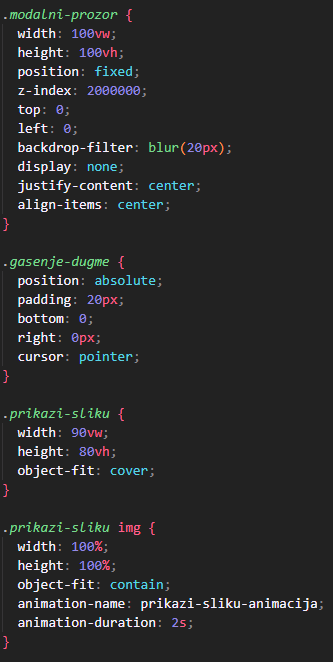 .modalni-prozor {
width: 100vw;
height: 100vh;
position: fixed;
z-index: 2000000;
top: 0;
left: 0;
backdrop-filter: blur(20px);
display: none;
justify-content: center;
align-items: center;
}
.gasenje-dugme {
position: absolute;
padding: 20px;
bottom: 0;
right: 0px;
cursor: pointer;
}
.prikazi-sliku {
width: 90vw;
height: 80vh;
object-fit: cover;
}
.prikazi-sliku img {
width: 100%;
height: 100%;
object-fit: contain;
animation-name: prikazi-sliku-animacija;
animation-duration: 2s;
}